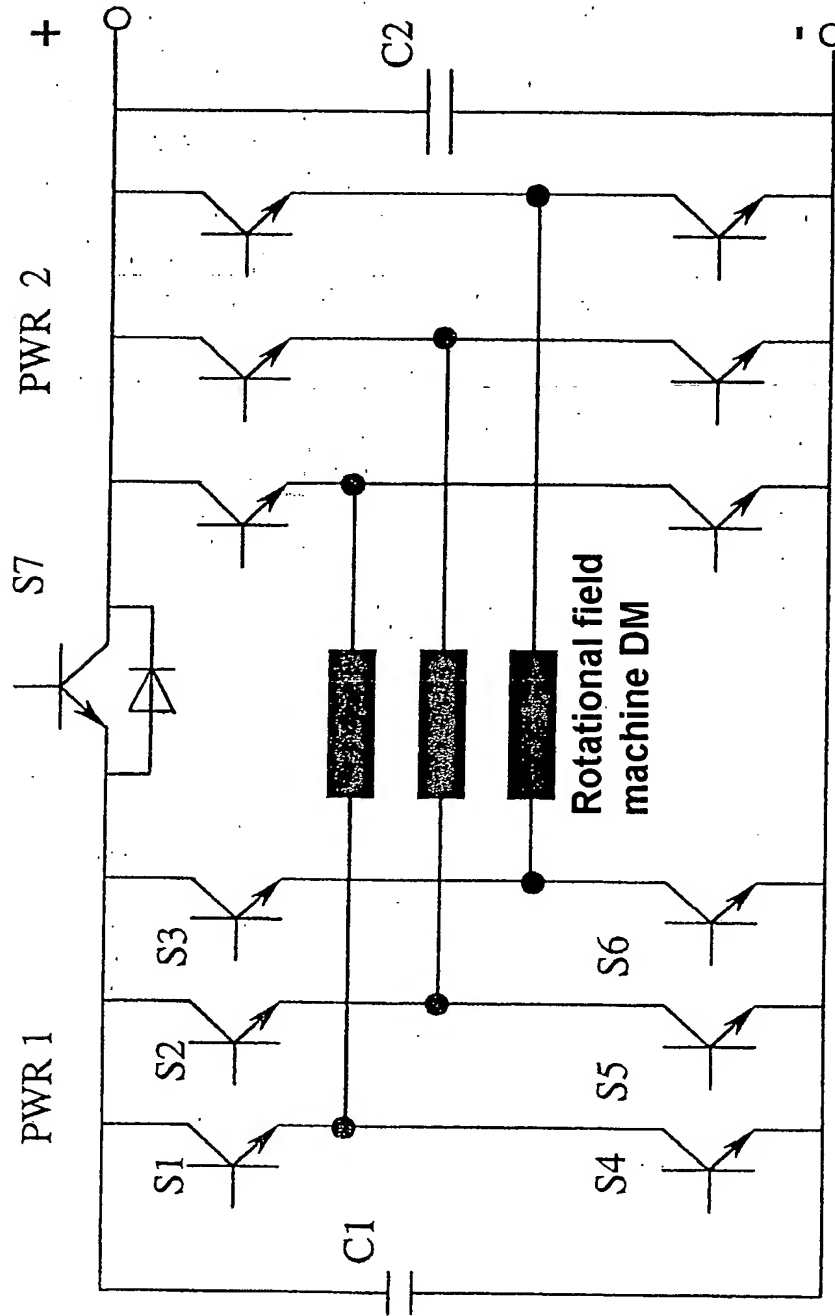 +
-
C2
PWR 2
S7
Rotational field
machine DM
PWR 1
S3
S2
S1
S6
S5
S4
C1